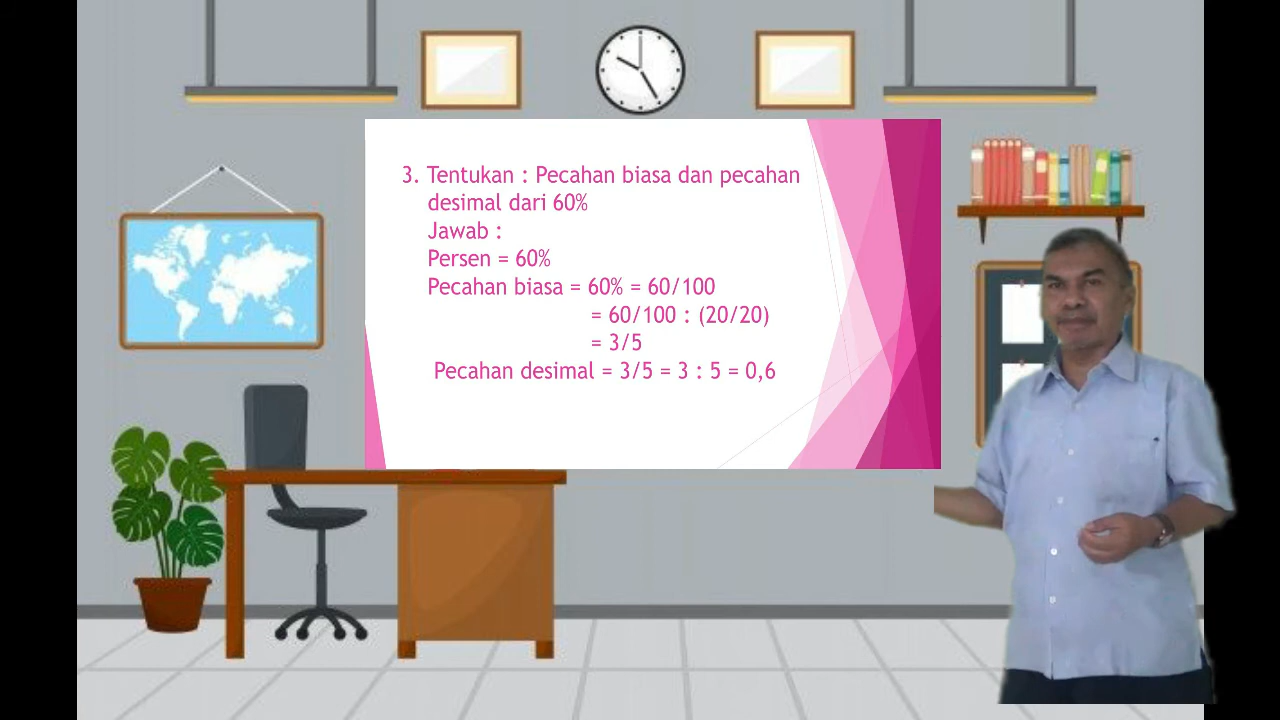 3. Tentukan : Pecahan biasa dan pecahan
desimal dari 60%
Jawab :
Persen = 60%
Pecahan biasa = 60% = 60/100
= 60/100 : (20/20)
= 3/5
Pecahan desimal = 3/5 = 3 : 5 = 0,6